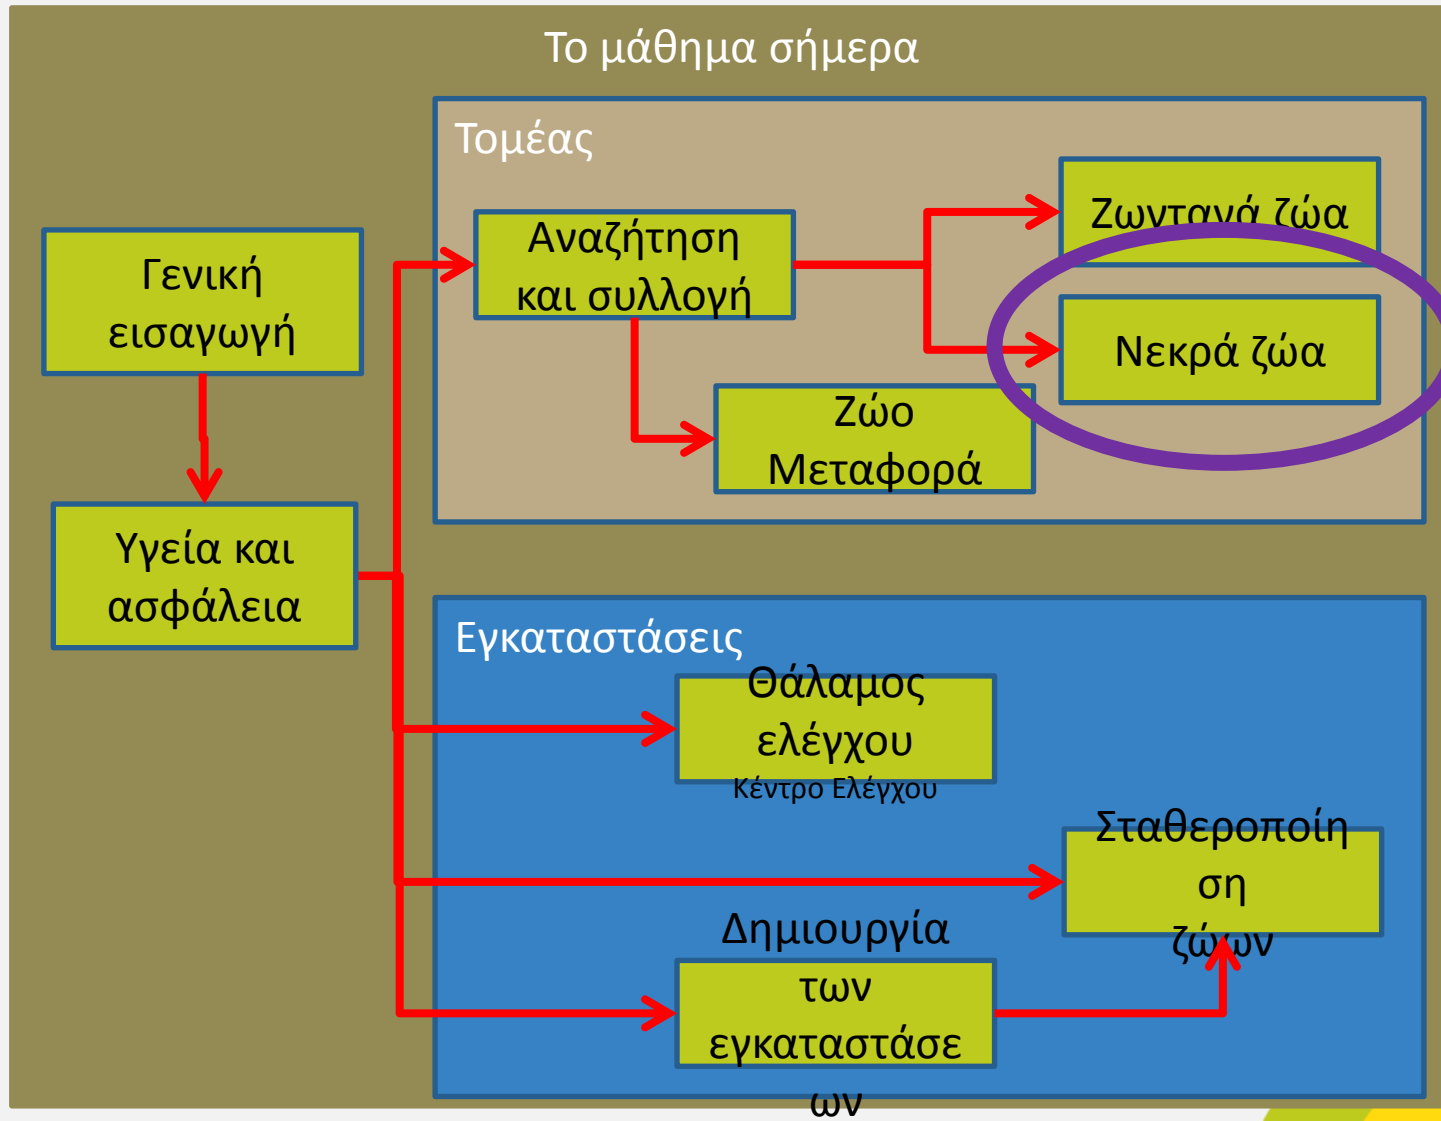 Το μάθημα σήμερα
Τομέας
Ζωντανά ζώα
Αναζήτηση
και συλλογή
Γενική
εισαγωγή
Νεκρά ζώα
Ζώο
Μεταφορά
Υγεία και
ασφάλεια
Εγκαταστάσεις
Θάλαμος
ελέγχου
Κέντρο Ελέγχου
Σταθεροποίη
ση
ζώων
Δημιουργία
των
εγκαταστάσε
ων